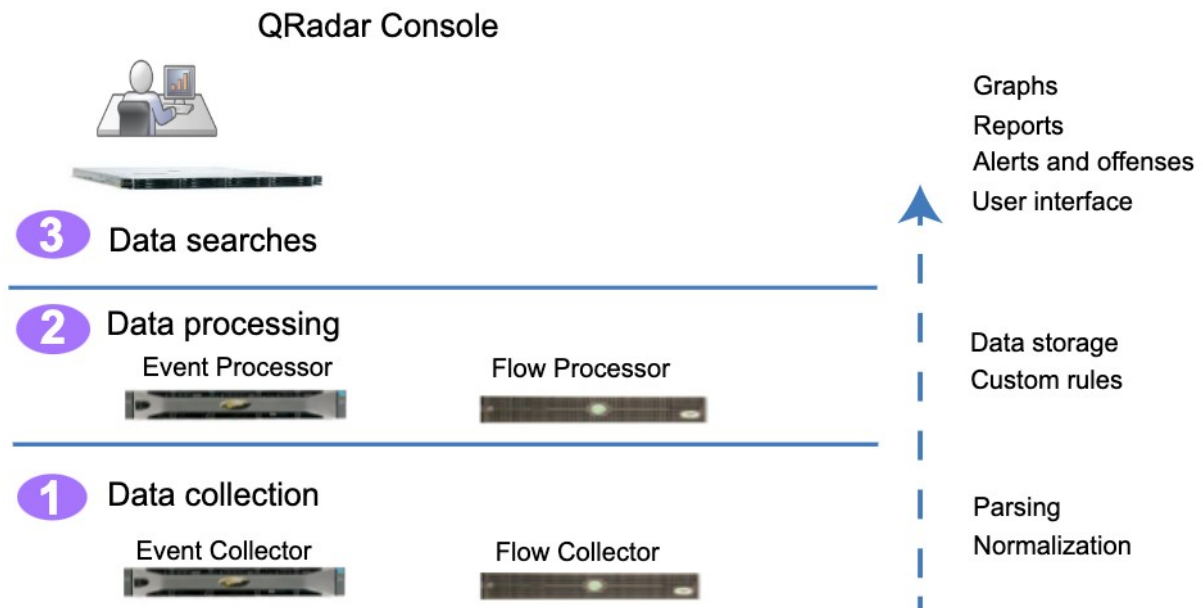 QRadar Console
Graphs
Reports
Alerts and offenses
User interface
3 Data searches
2 Data processing
Event Processor
Flow Processor
Data storage
Custom rules
1 Data collection
Event Collector
Flow Collector
Parsing
Normalization